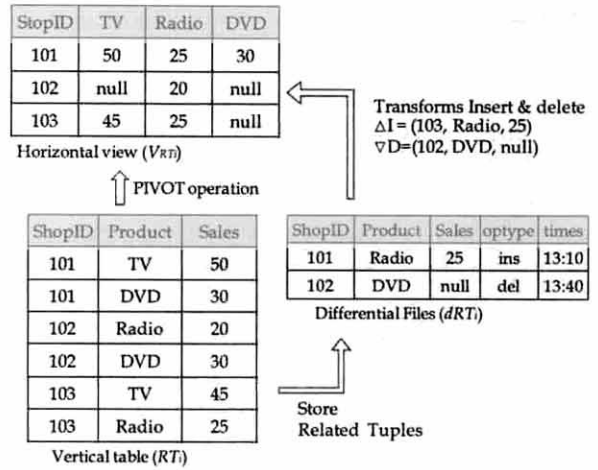 StopID TV Radio DVD
101 50 25 30
102 null 20 null
103 45 25 null
Horizontal view (VRTi)
PIVOT operation
Transforms Insert & delete
ΔI = (103, Radio, 25)
∇D=(102, DVD, null)
ShopID Product Sales
101 TV 50
101 DVD 30
102 Radio 20
102 DVD 30
103 TV 45
103 Radio 25
Vertical table (RTi)
ShopID Product Sales optype times
101 Radio 25 ins 13:10
102 DVD null del 13:40
Differential Files (dRTi)
Store
Related Tuples